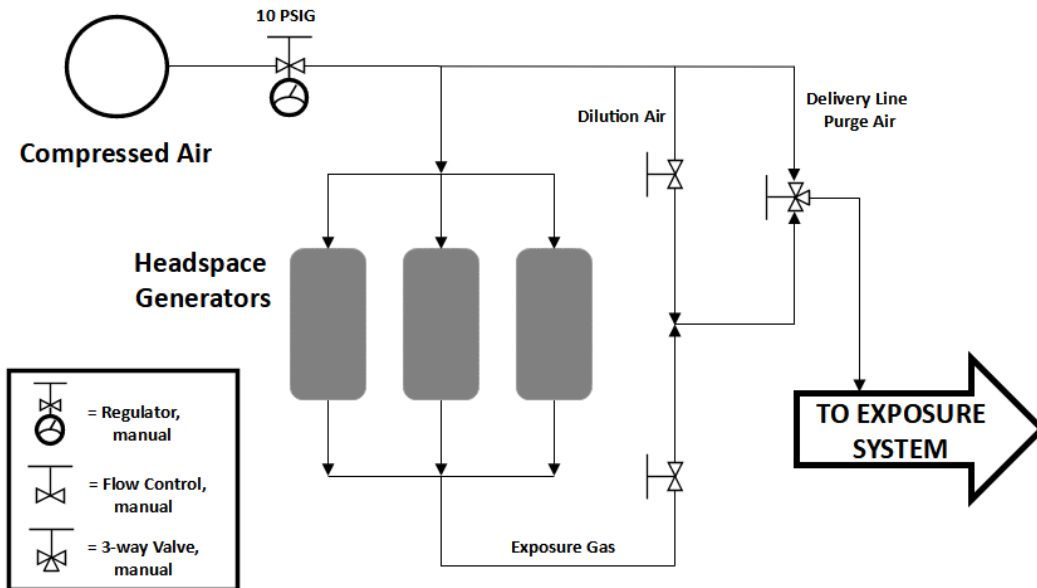 10 PSIG
Compressed Air
Dilution Air
Delivery Line
Purge Air
Headspace
Generators
= Regulator,
manual
= Flow Control,
manual
= 3-way Valve,
manual
Exposure Gas
TO EXPOSURE
SYSTEM